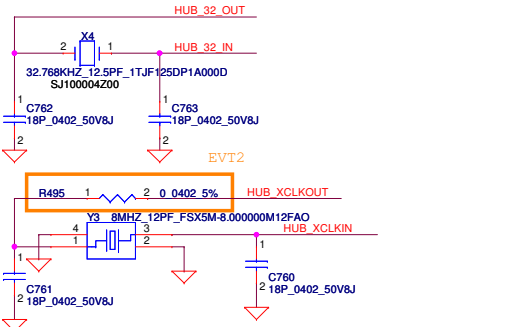 HUB_32_OUT
X4
2 1 HUB_32_IN
32.768KHZ_12.5PF_1TJF125DP1A000D
SJ100004Z00
1 1
C762 C763
18P_0402_50V8J 18P_0402_50V8J
2 2
EVT2
R495 1 2 0_0402_5% HUB_XCLKOUT
Y3 8MHZ_12PF_FSX5M-8.000000M12FAO
4 3 HUB_XCLKIN
1 2
1 1
C761 C760
18P_0402_50V8J 18P_0402_50V8J
2 2